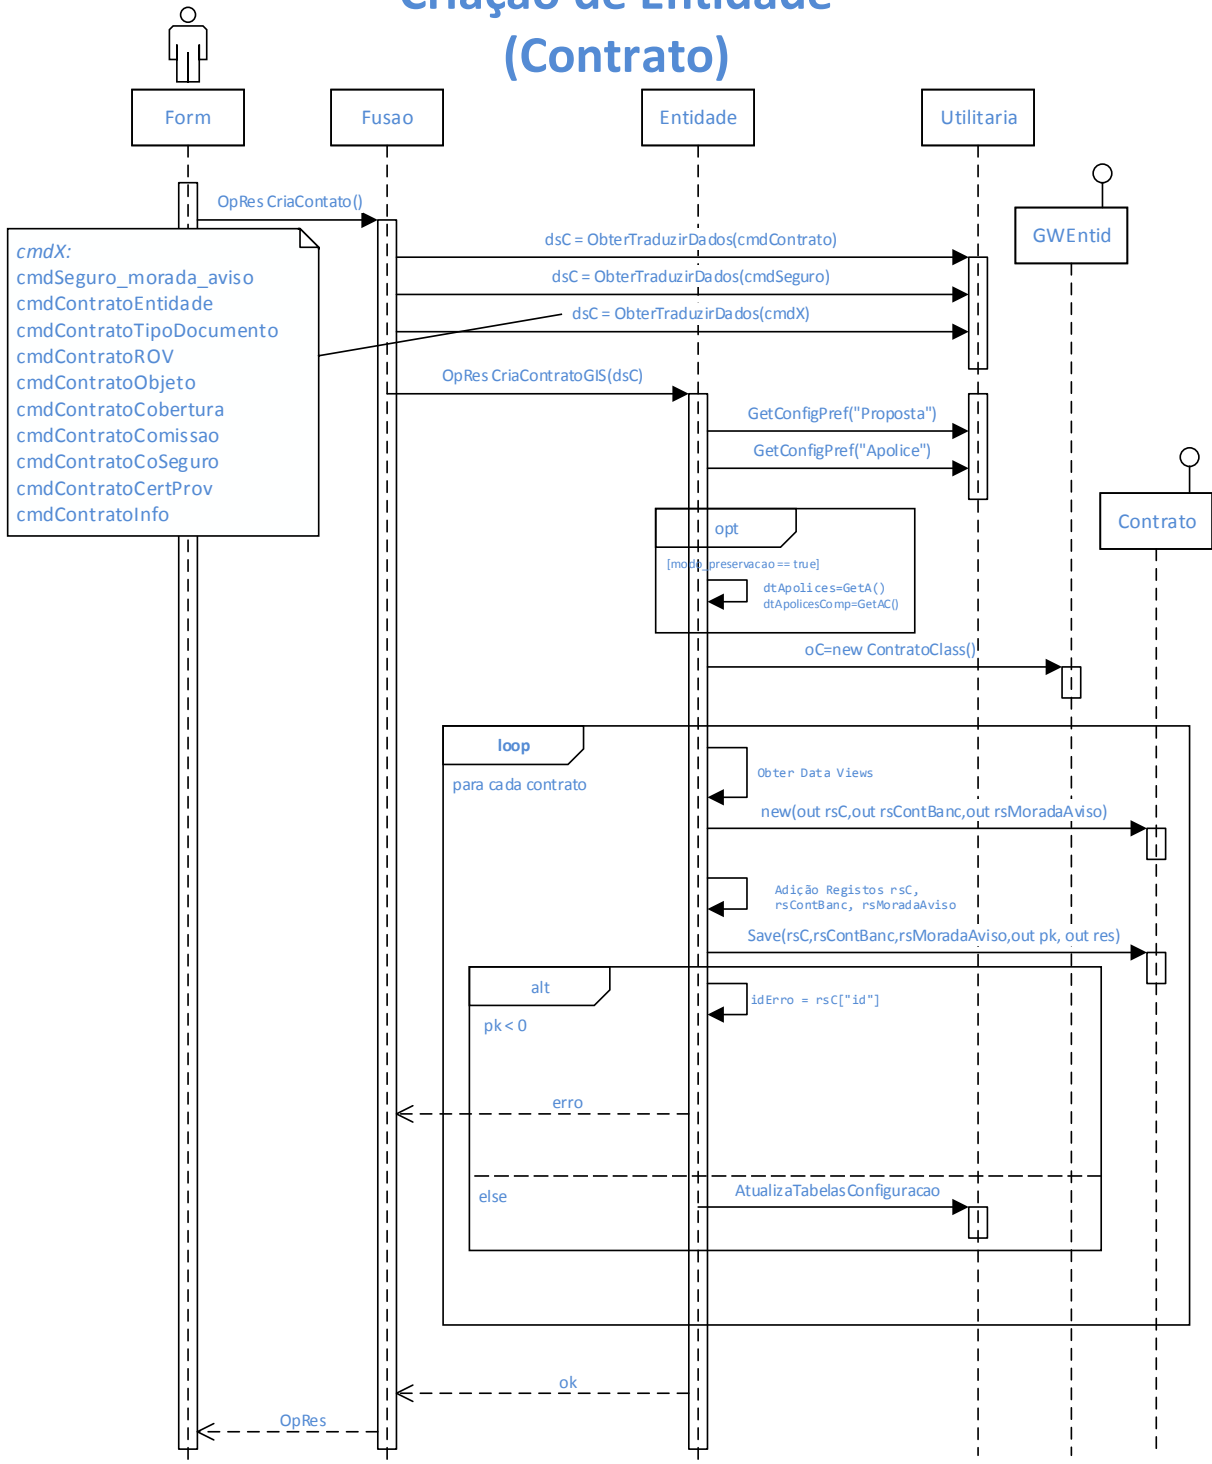 Criação de Entidade
(Contrato)
Form
Fusao
Entidade
Utilitaria
GWEntid
Contrato
OpRes CriaContato()
cmdX:
cmdSeguro_morada_aviso
cmdContratoEntidade
cmdContratoTipoDocumento
cmdContratoROV
cmdContratoObjeto
cmdContratoCobertura
cmdContratoComissao
cmdContratoCoSeguro
cmdContratoCertProv
cmdContratoInfo
dsC = ObterTraduzirDados(cmdContrato)
dsC = ObterTraduzirDados(cmdSeguro)
dsC = ObterTraduzirDados(cmdX)
OpRes CriaContratoGIS(dsC)
GetConfigPref("Proposta")
GetConfigPref("Apolice")
opt
[modo_preservacao == true]
dtApolices=GetA()
dtApolicesComp=GetAC()
oC=new ContratoClass()
loop
para cada contrato
Obter Data Views
new(out rsC,out rsContBanc,out rsMoradaAviso)
Adição Registos rsC,
rsContBanc, rsMoradaAviso
Save(rsC,rsContBanc,rsMoradaAviso,out pk, out res)
alt
pk < 0
idErro = rsC["id"]
erro
else
AtualizaTabelasConfiguracao
ok
OpRes